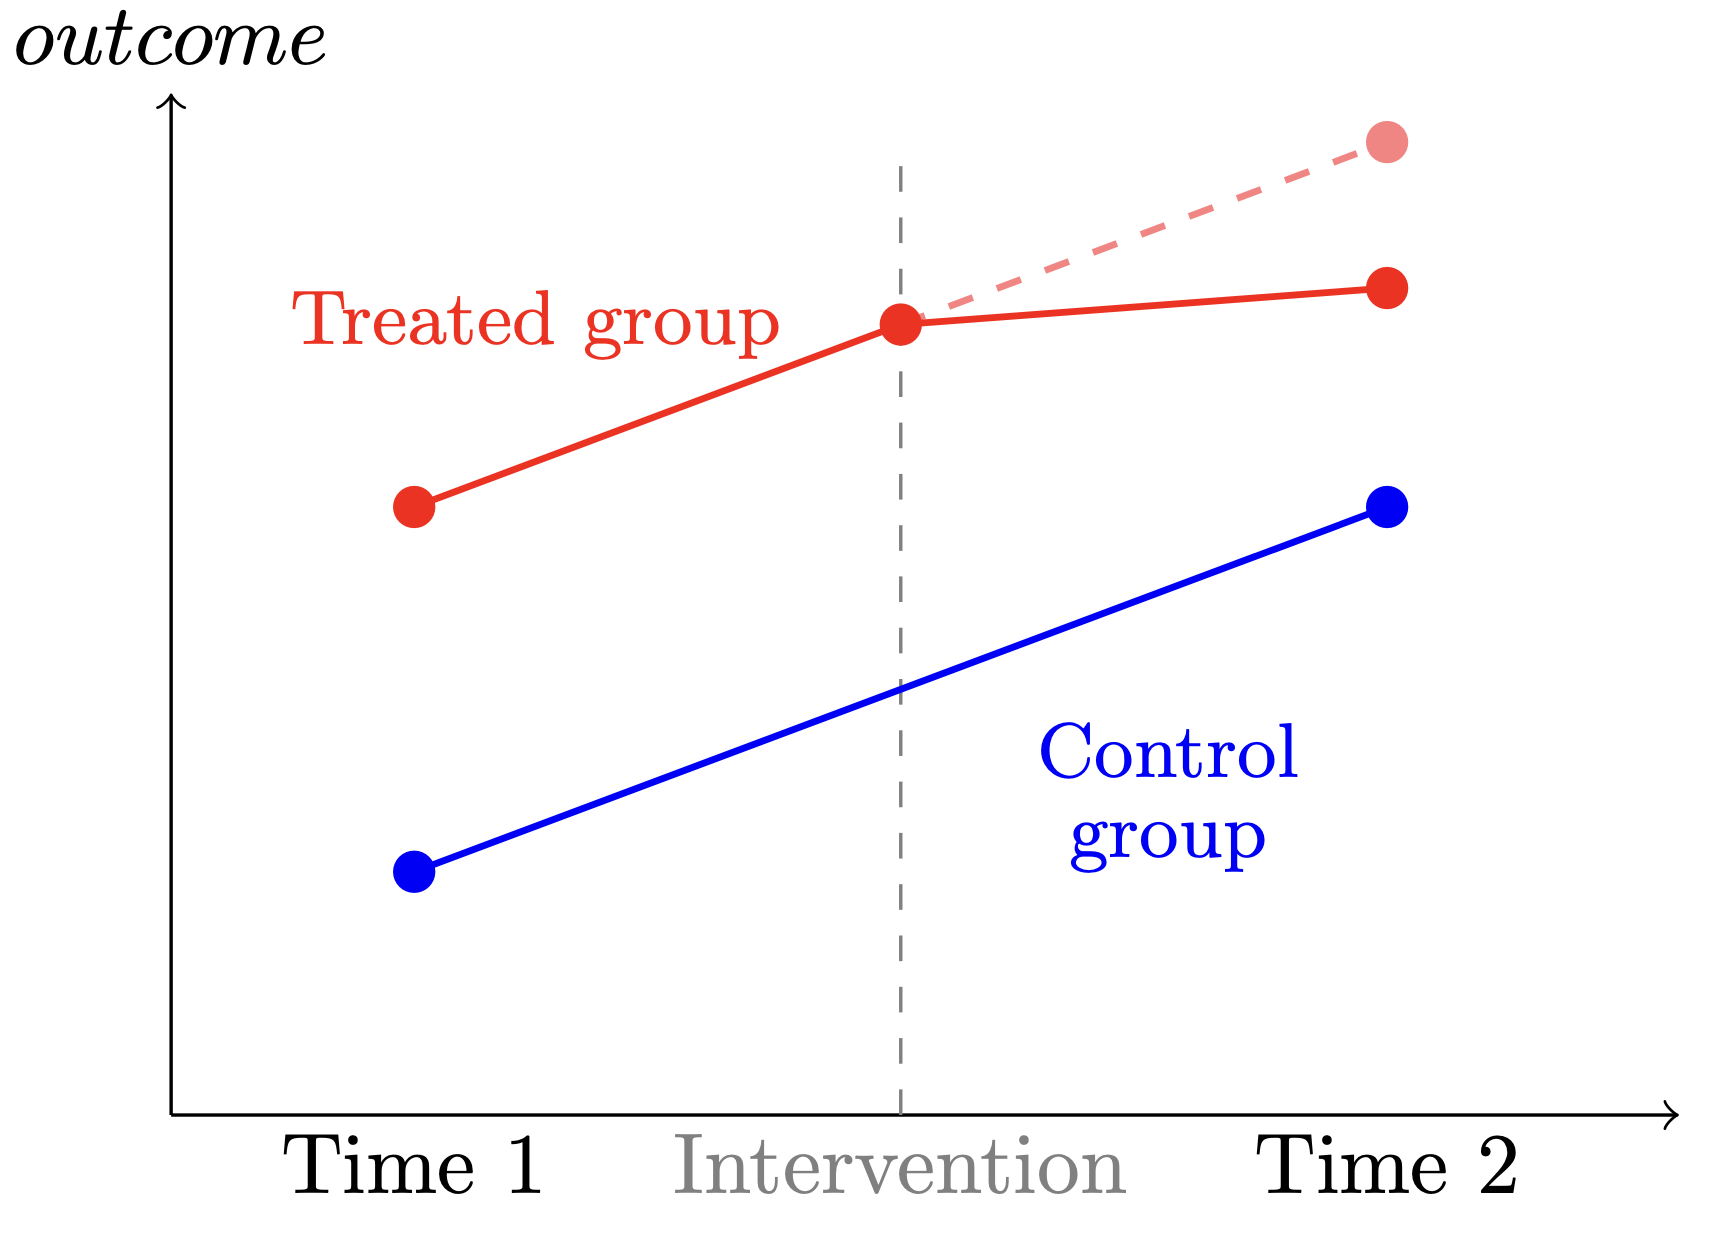 outcome
Treated group
Control
group
Time 1
Intervention
Time 2